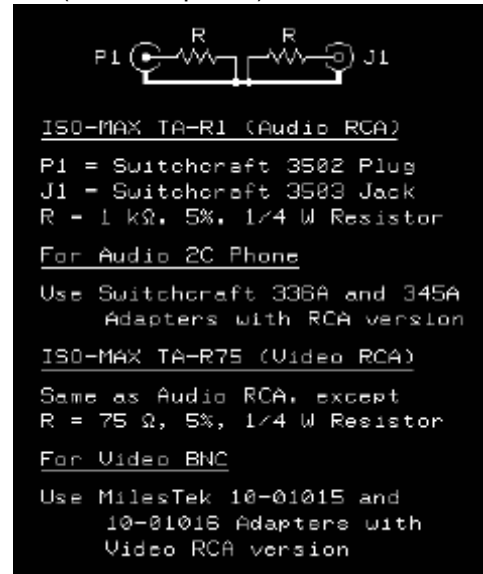 R R
P1 J1
ISO-MAX TA-R1 (Audio RCA)
P1 = Switchcraft 3502 Plug
J1 = Switchcraft 3503 Jack
R = 1 kΩ, 5%, 1/4 W Resistor
For Audio 2C Phone
Use Switchcraft 336A and 345A
Adapters with RCA version
ISO-MAX TA-R75 (Video RCA)
Same as Audio RCA, except
R = 75 Ω, 5%, 1/4 W Resistor
For Video BNC
Use MilesTek 10-01015 and
10-01016 Adapters with
Video RCA version